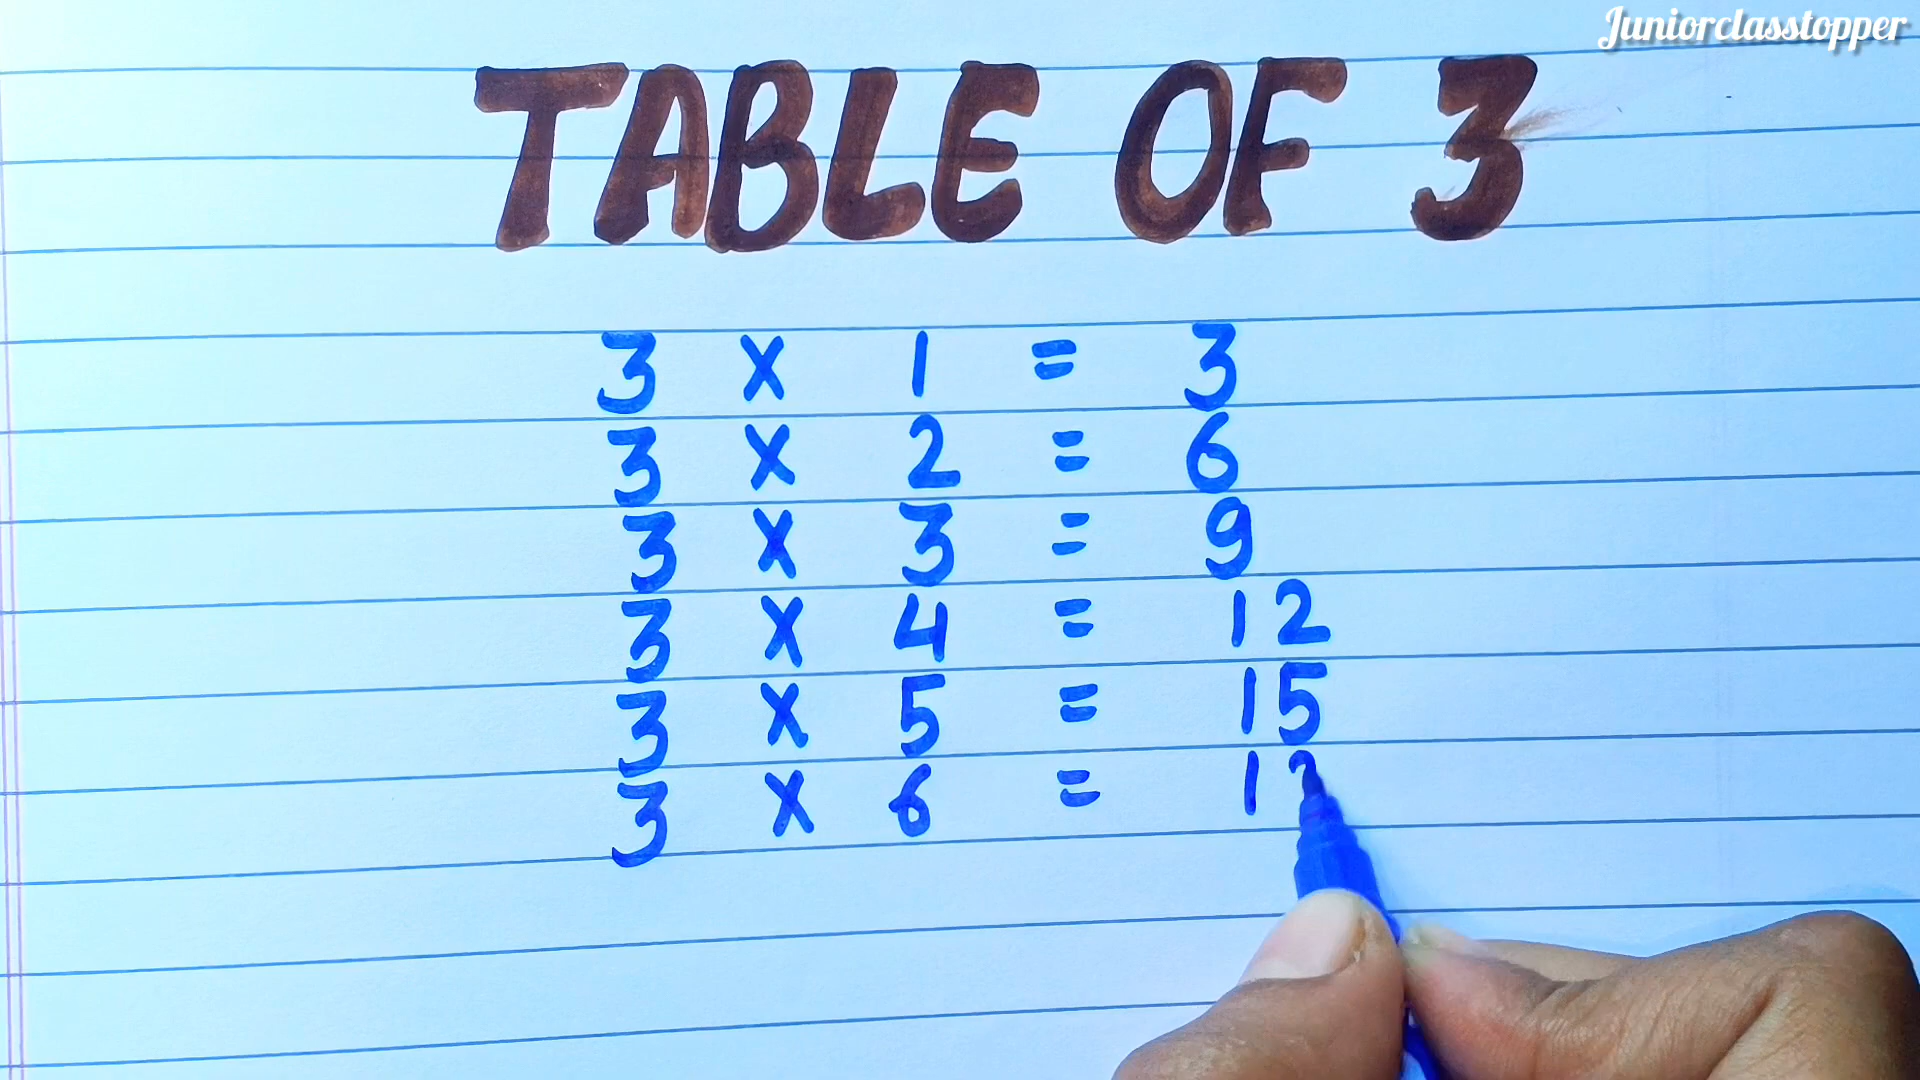 Juniorclasstopper
TABLE OF 3
3 x 1 = 3
3 x 2 = 6
3 x 3 = 9
3 x 4 = 12
3 x 5 = 15
3 x 6 = 1